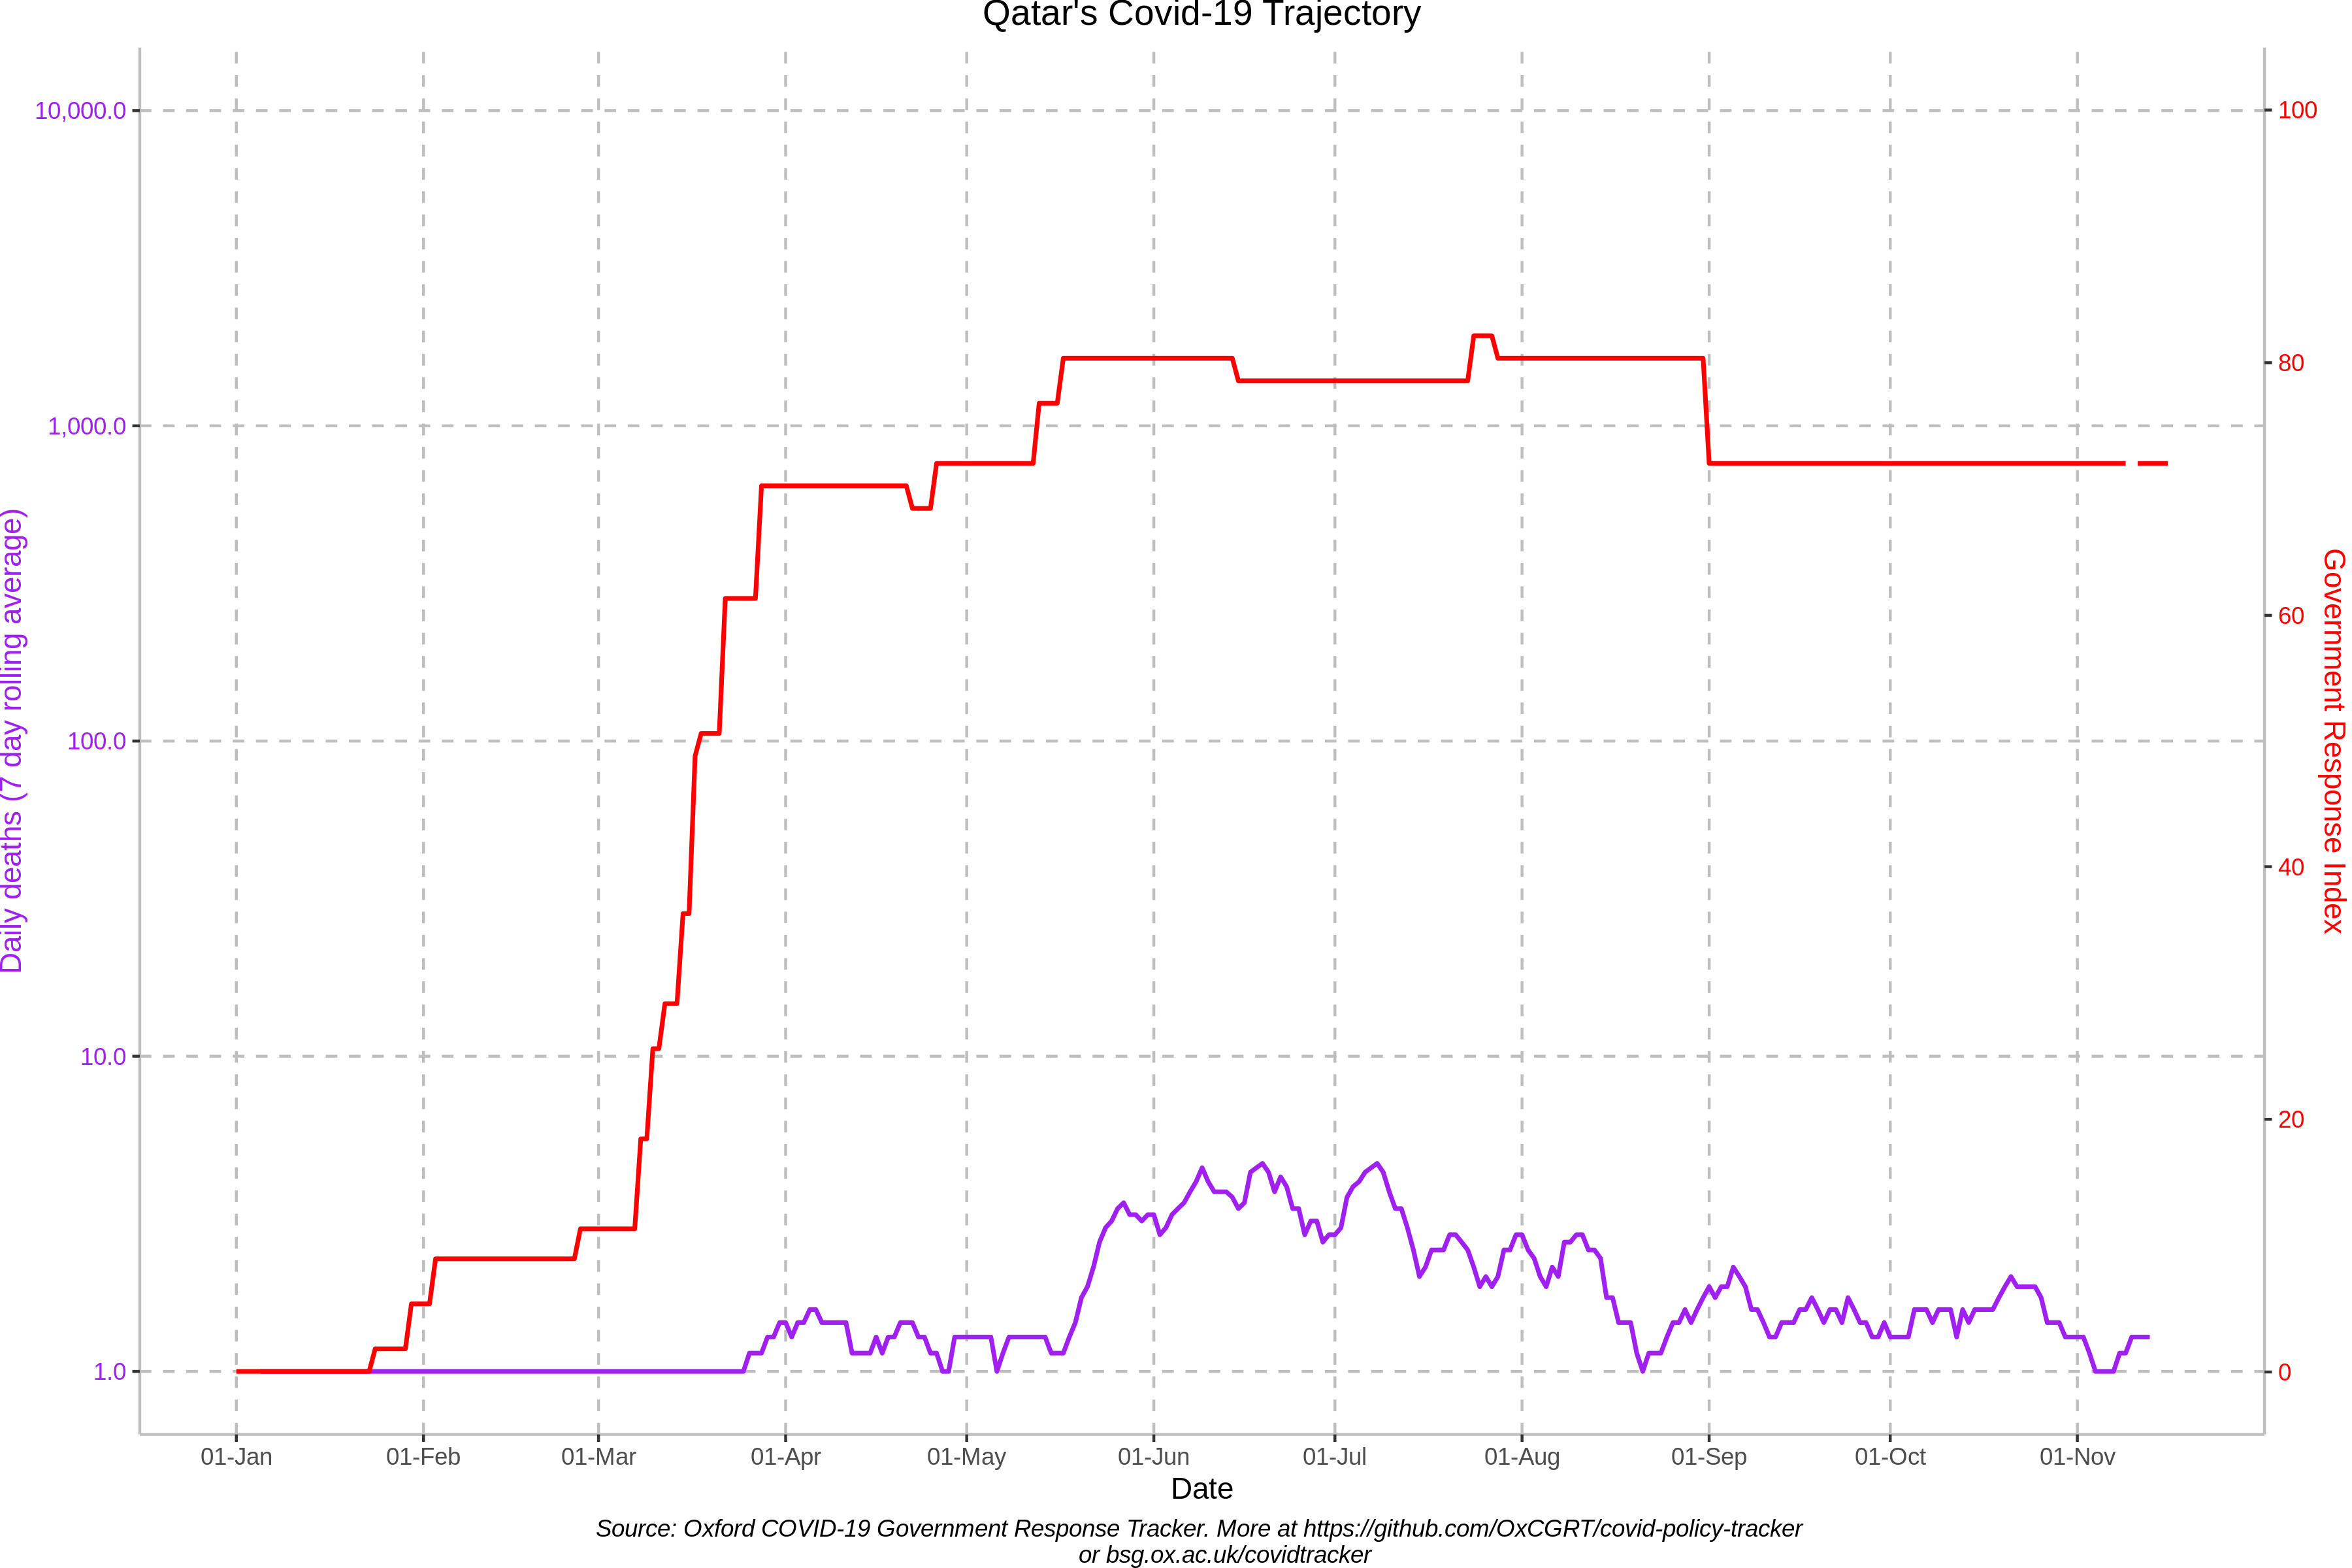 Qatar's Covid-19 Trajectory
10,000.0
1,000.0
100.0
10.0
1.0
Daily deaths (7 day rolling average)
100
80
60
40
20
0
Government Response Index
01-Jan
01-Feb
01-Mar
01-Apr
01-May
01-Jun
01-Jul
01-Aug
01-Sep
01-Oct
01-Nov
Date
Source: Oxford COVID-19 Government Response Tracker. More at https://github.com/OxCGRT/covid-policy-tracker
or bsg.ox.ac.uk/covidtracker